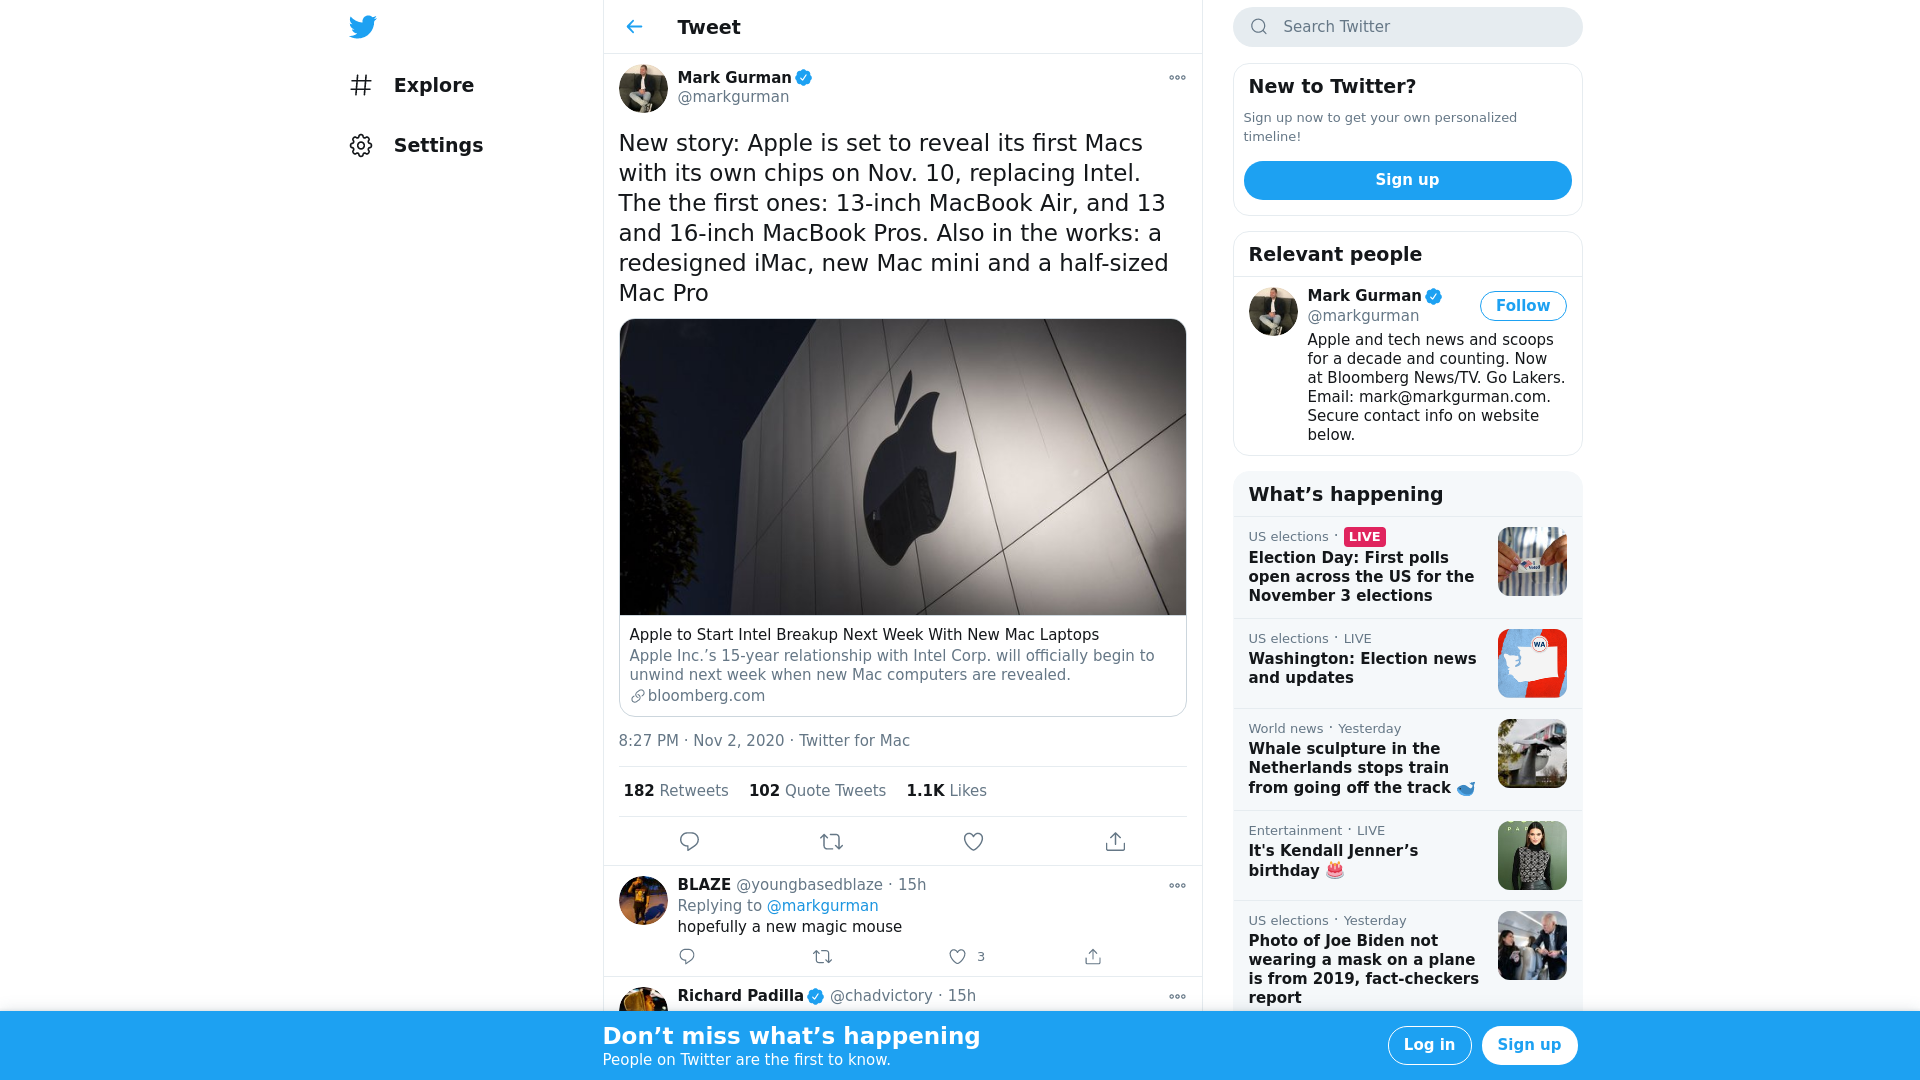 Explore
Settings
Tweet
Mark Gurman
@markgurman
New story: Apple is set to reveal its first Macs
with its own chips on Nov. 10, replacing Intel.
The the first ones: 13-inch MacBook Air, and 13
and 16-inch MacBook Pros. Also in the works: a
redesigned iMac, new Mac mini and a half-sized
Mac Pro
Apple to Start Intel Breakup Next Week With New Mac Laptops
Apple Inc.’s 15-year relationship with Intel Corp. will officially begin to
unwind next week when new Mac computers are revealed.
bloomberg.com
8:27 PM · Nov 2, 2020 · Twitter for Mac
182 Retweets 102 Quote Tweets 1.1K Likes
BLAZE @youngbasedblaze · 15h
Replying to @markgurman
hopefully a new magic mouse
3
Richard Padilla @chadvictory · 15h
Search Twitter
New to Twitter?
Sign up now to get your own personalized
timeline!
Sign up
Relevant people
Mark Gurman
@markgurman
Follow
Apple and tech news and scoops
for a decade and counting. Now
at Bloomberg News/TV. Go Lakers.
Email: mark@markgurman.com.
Secure contact info on website
below.
What’s happening
US elections · LIVE
Election Day: First polls
open across the US for the
November 3 elections
US elections · LIVE
Washington: Election news
and updates
WA
World news · Yesterday
Whale sculpture in the
Netherlands stops train
from going off the track 🐋
Entertainment · LIVE
It's Kendall Jenner’s
birthday 🎂
US elections · Yesterday
Photo of Joe Biden not
wearing a mask on a plane
is from 2019, fact-checkers
report
Don’t miss what’s happening
People on Twitter are the first to know.
Log in
Sign up